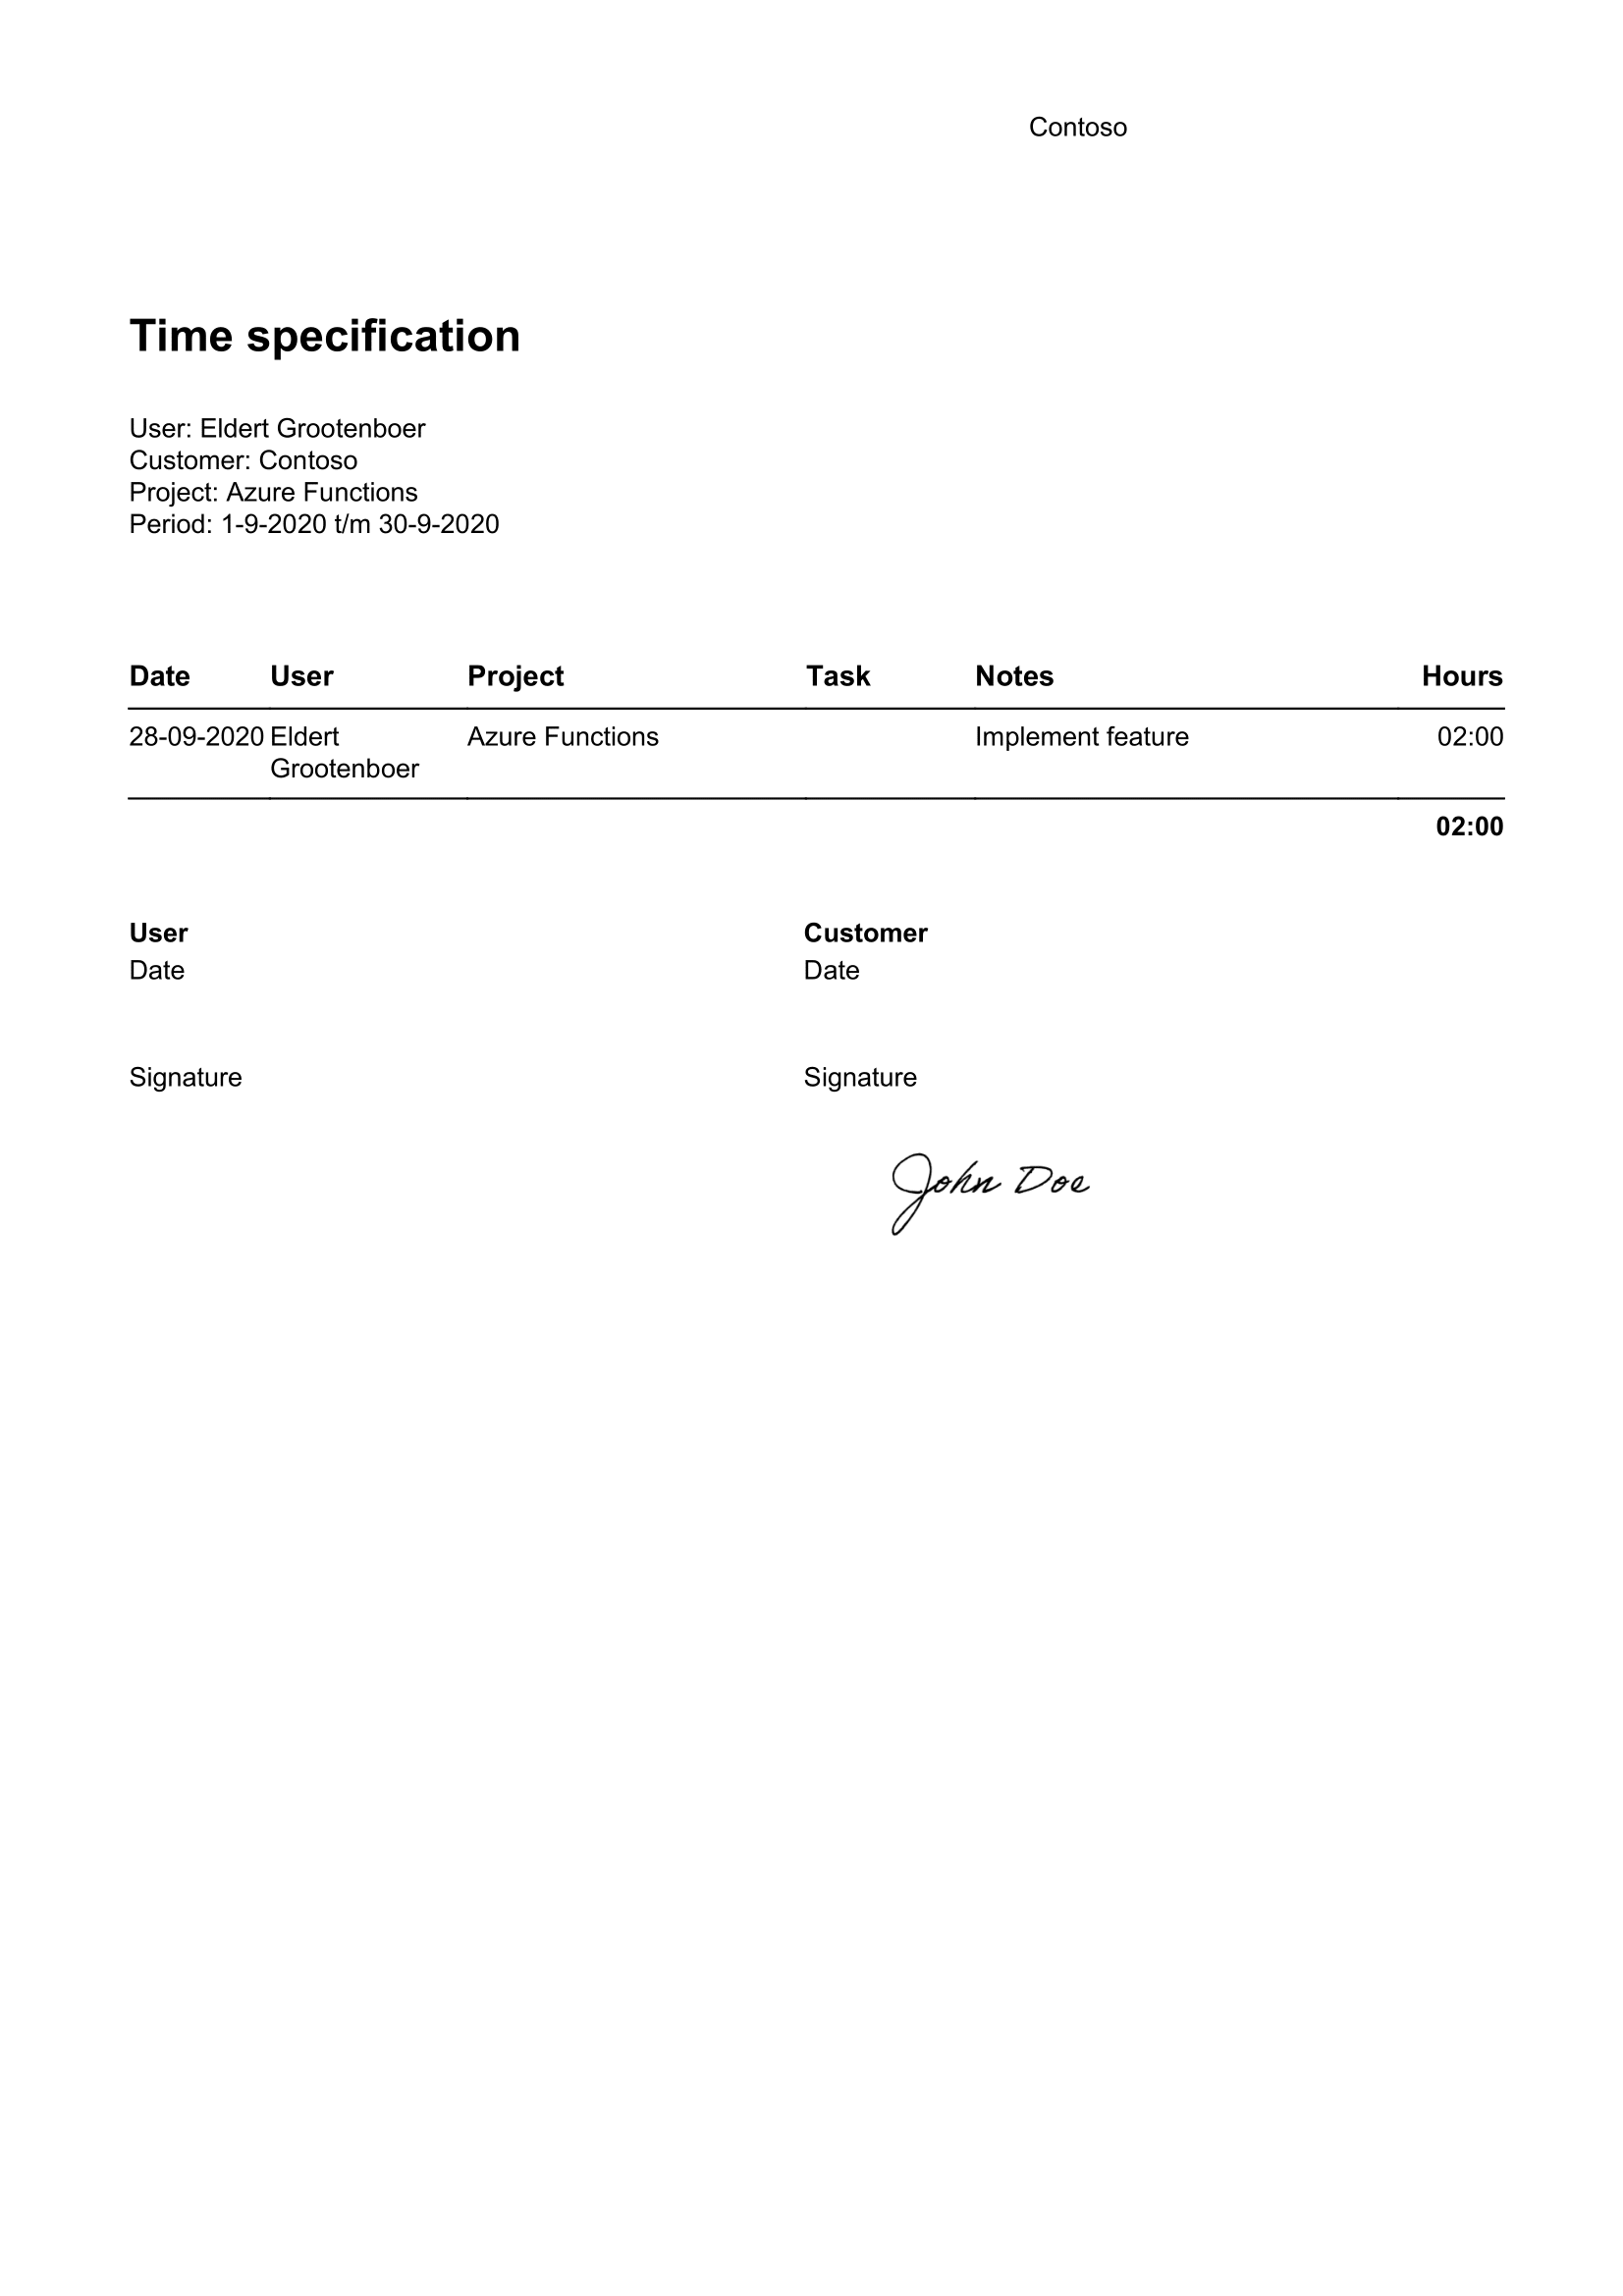 Contoso
Time specification
User: Eldert Grootenboer
Customer: Contoso
Project: Azure Functions
Period: 1-9-2020 t/m 30-9-2020
Date User Project Task Notes Hours
28-09-2020 Eldert Azure Functions Implement feature 02:00
Grootenboer
02:00
User Customer
Date Date
Signature Signature
John Doe